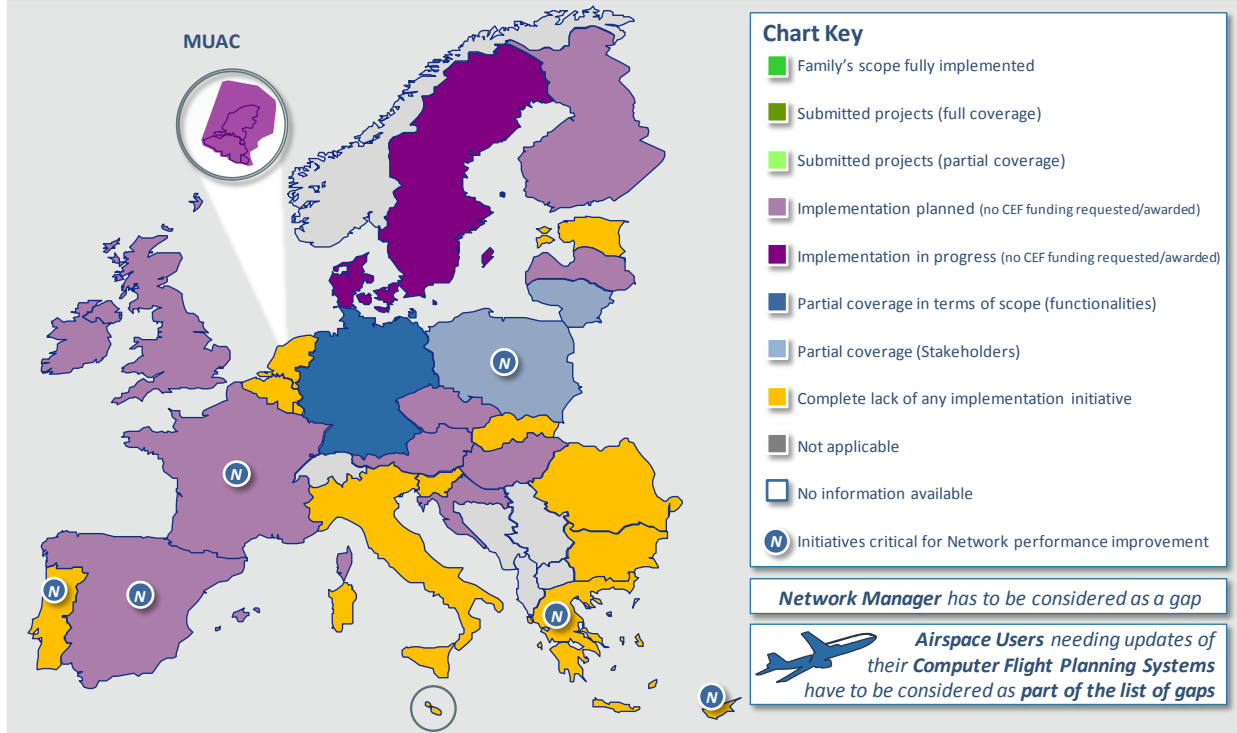 MUAC
N
N
N
N
N
N
Chart Key
Family's scope fully implemented
Submitted projects (full coverage)
Submitted projects (partial coverage)
Implementation planned (no CEF funding requested/awarded)
Implementation in progress (no CEF funding requested/awarded)
Partial coverage in terms of scope (functionalities)
Partial coverage (Stakeholders)
Complete lack of any implementation initiative
Not applicable
No information available
N Initiatives critical for Network performance improvement
Network Manager has to be considered as a gap
Airspace Users needing updates of
their Computer Flight Planning Systems
have to be considered as part of the list of gaps